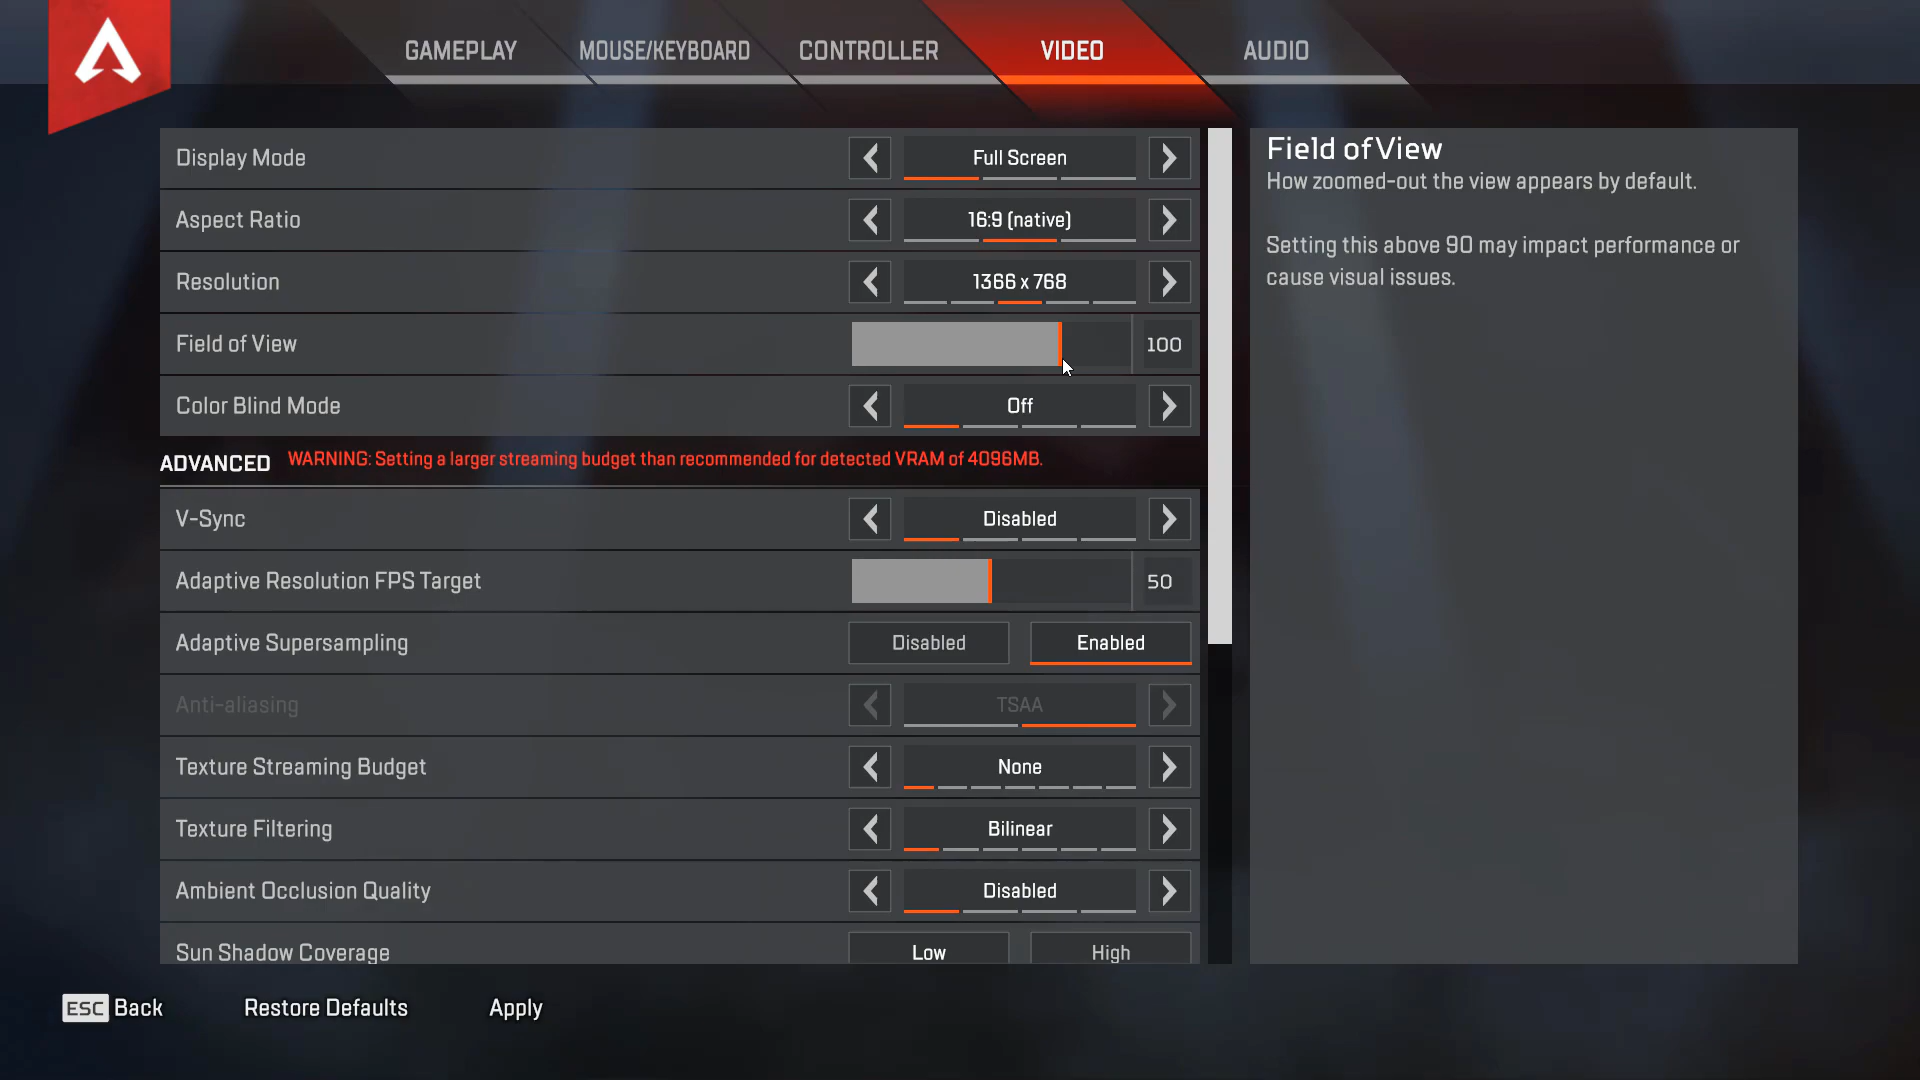 GAMEPLAY MOUSE/KEYBOARD CONTROLLER VIDEO AUDIO
Display Mode Full Screen
Aspect Ratio 16:9 (native)
Resolution 1366 x 768
Field of View 100
Color Blind Mode Off
ADVANCED WARNING: Setting a larger streaming budget than recommended for detected VRAM of 4096MB.
V-Sync Disabled
Adaptive Resolution FPS Target 50
Adaptive Supersampling Disabled Enabled
Anti-aliasing TSAA
Texture Streaming Budget None
Texture Filtering Bilinear
Ambient Occlusion Quality Disabled
Sun Shadow Coverage Low High
Field of View
How zoomed-out the view appears by default.
Setting this above 90 may impact performance or
cause visual issues.
ESC Back Restore Defaults Apply